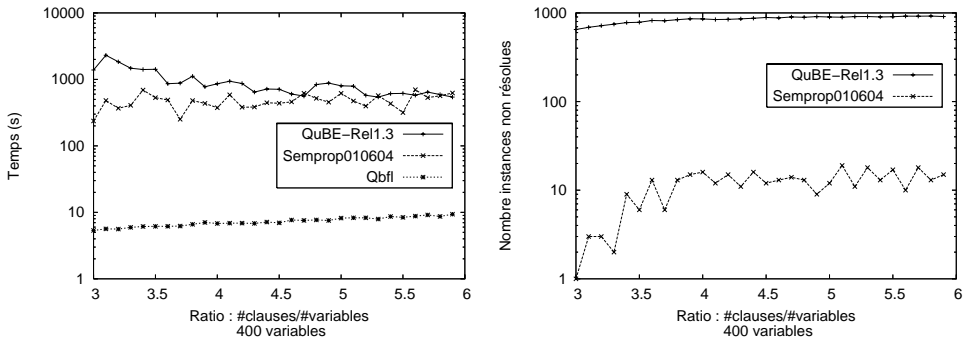 10000
1000
100
10
1
Temps (s)
QuBE−Rel1.3
Semprop010604
Qbfl
3 3.5 4 4.5 5 5.5 6
Ratio : #clauses/#variables
400 variables
1000
100
10
1
Nombre instances non résolues
QuBE−Rel1.3
Semprop010604
3 3.5 4 4.5 5 5.5 6
Ratio : #clauses/#variables
400 variables